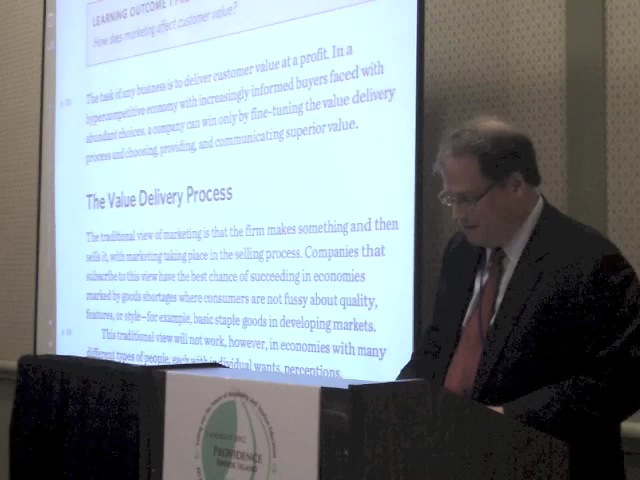 LEARNING OUTCOME 1
How does marketing affect customer value?
The task of any business is to deliver customer value at a profit. In a
hypercompetitive economy with increasingly informed buyers faced with
abundant choices, a company can win only by fine-tuning the value delivery
process and choosing, providing, and communicating superior value.
The Value Delivery Process
The traditional view of marketing is that the firm makes something and then
sells it, with marketing taking place in the selling process. Companies that
subscribe to this view have the best chance of succeeding in economies
marked by goods shortages where consumers are not fussy about quality,
features, or style—for example, basic staple goods in developing markets.
This traditional view will not work, however, in economies with many
different types of people, each with individual wants, perceptions,
PROVIDENCE
RHODE ISLAND